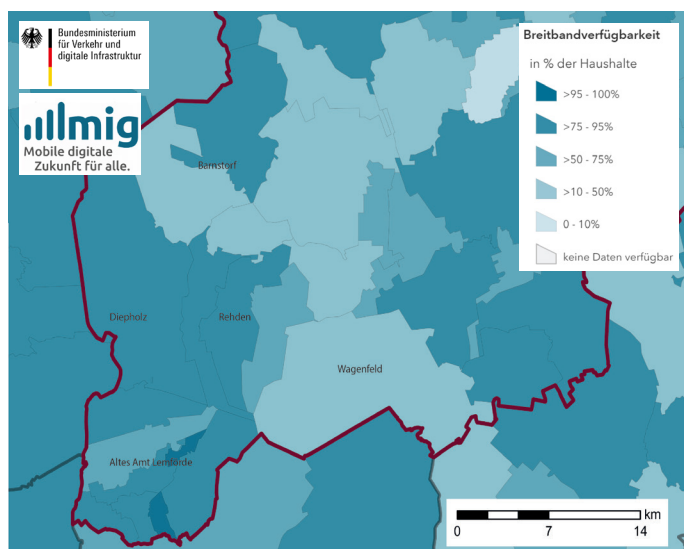 Bundesministerium
für Verkehr und
digitale Infrastruktur
mig
Mobile digitale
Zukunft für alle.
Breitbandverfügbarkeit
in % der Haushalte
>95 - 100%
>75 - 95%
>50 - 75%
>10 - 50%
0 - 10%
keine Daten verfügbar
Barnstorf
Diepholz
Rehden
Wagenfeld
Altes Amt Lemförde
km
0 7 14